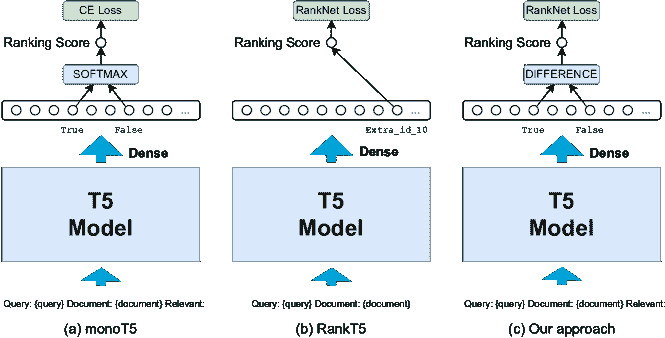 CE Loss
Ranking Score
SOFTMAX
...
True False
Dense
T5
Model
Query: {query} Document: {document} Relevant:
(a) monoT5
RankNet Loss
Ranking Score
...
Extra_id_10
Dense
T5
Model
Query: {query} Document: {document}
(b) RankT5
RankNet Loss
Ranking Score
DIFFERENCE
...
True False
Dense
T5
Model
Query: {query} Document: {document} Relevant:
(c) Our approach